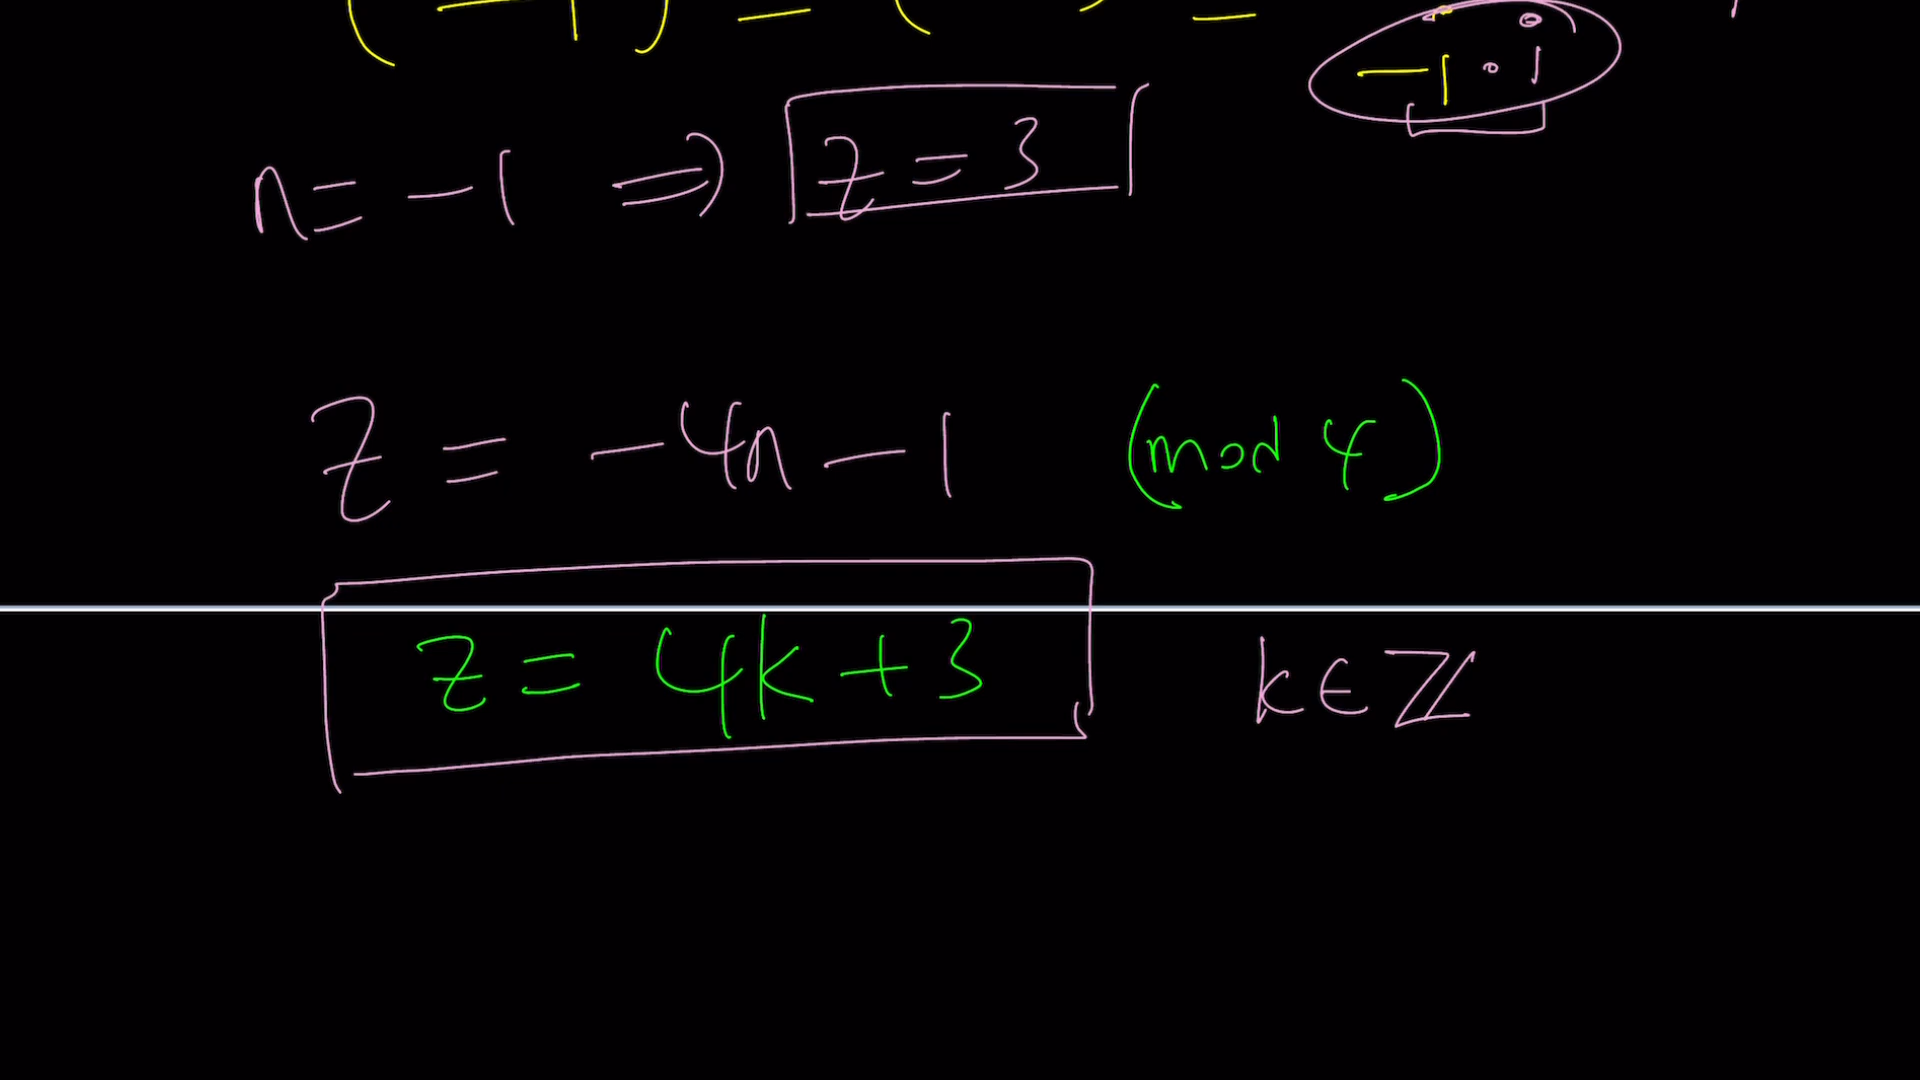 -1 · 1
n = -1 ⇒ z = 3
z = -4n - 1 (mod 4)
z = 4k + 3 k ∈ ℤ